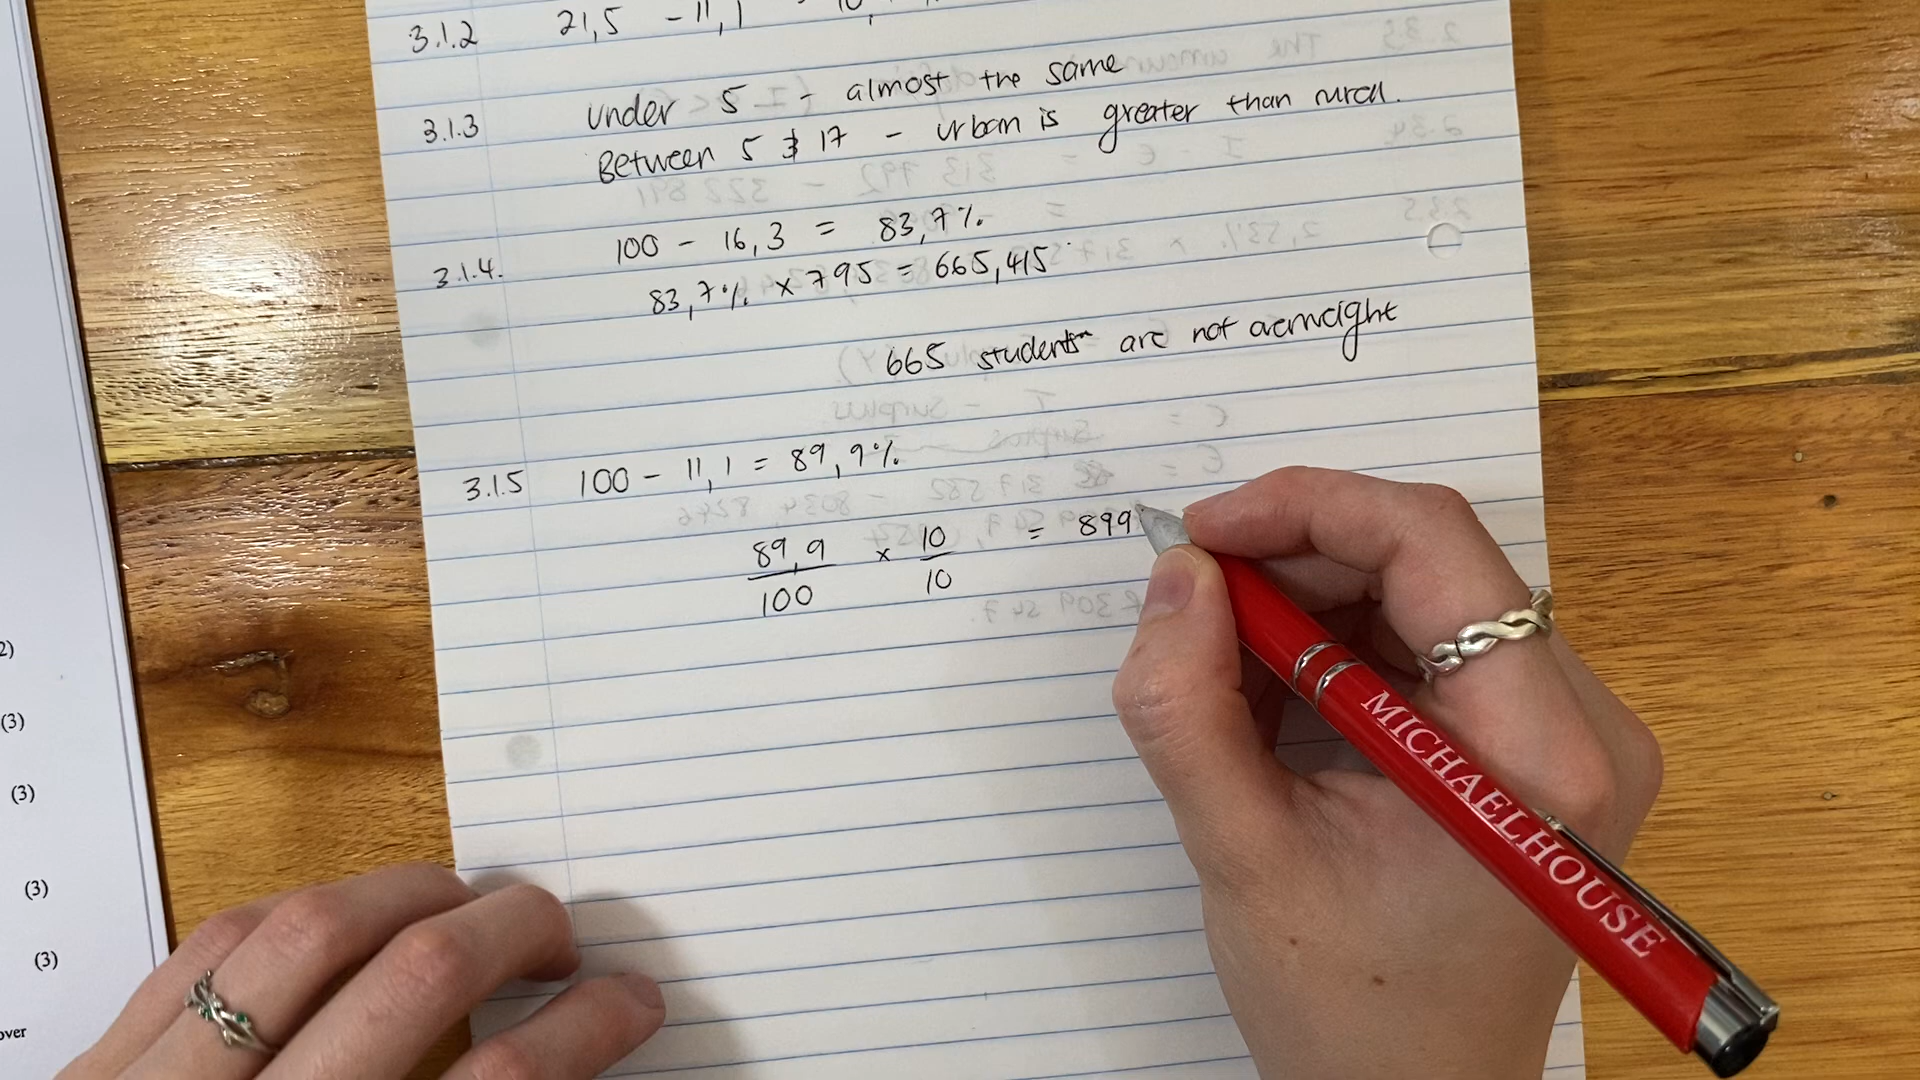 3.1.2 21,5 - 11,1
3.1.3 Under 5 - almost the same
Between 5 & 17 - urban is greater than rural.
3.1.4. 100 - 16,3 = 83,7%
83,7% x 795 = 665,415
665 students are not overweight
3.1.5 100 - 11,1 = 89,9%
89,9/100 x 10/10 = 899
MICHAELHOUSE
2)
(3)
(3)
(3)
(3)
over